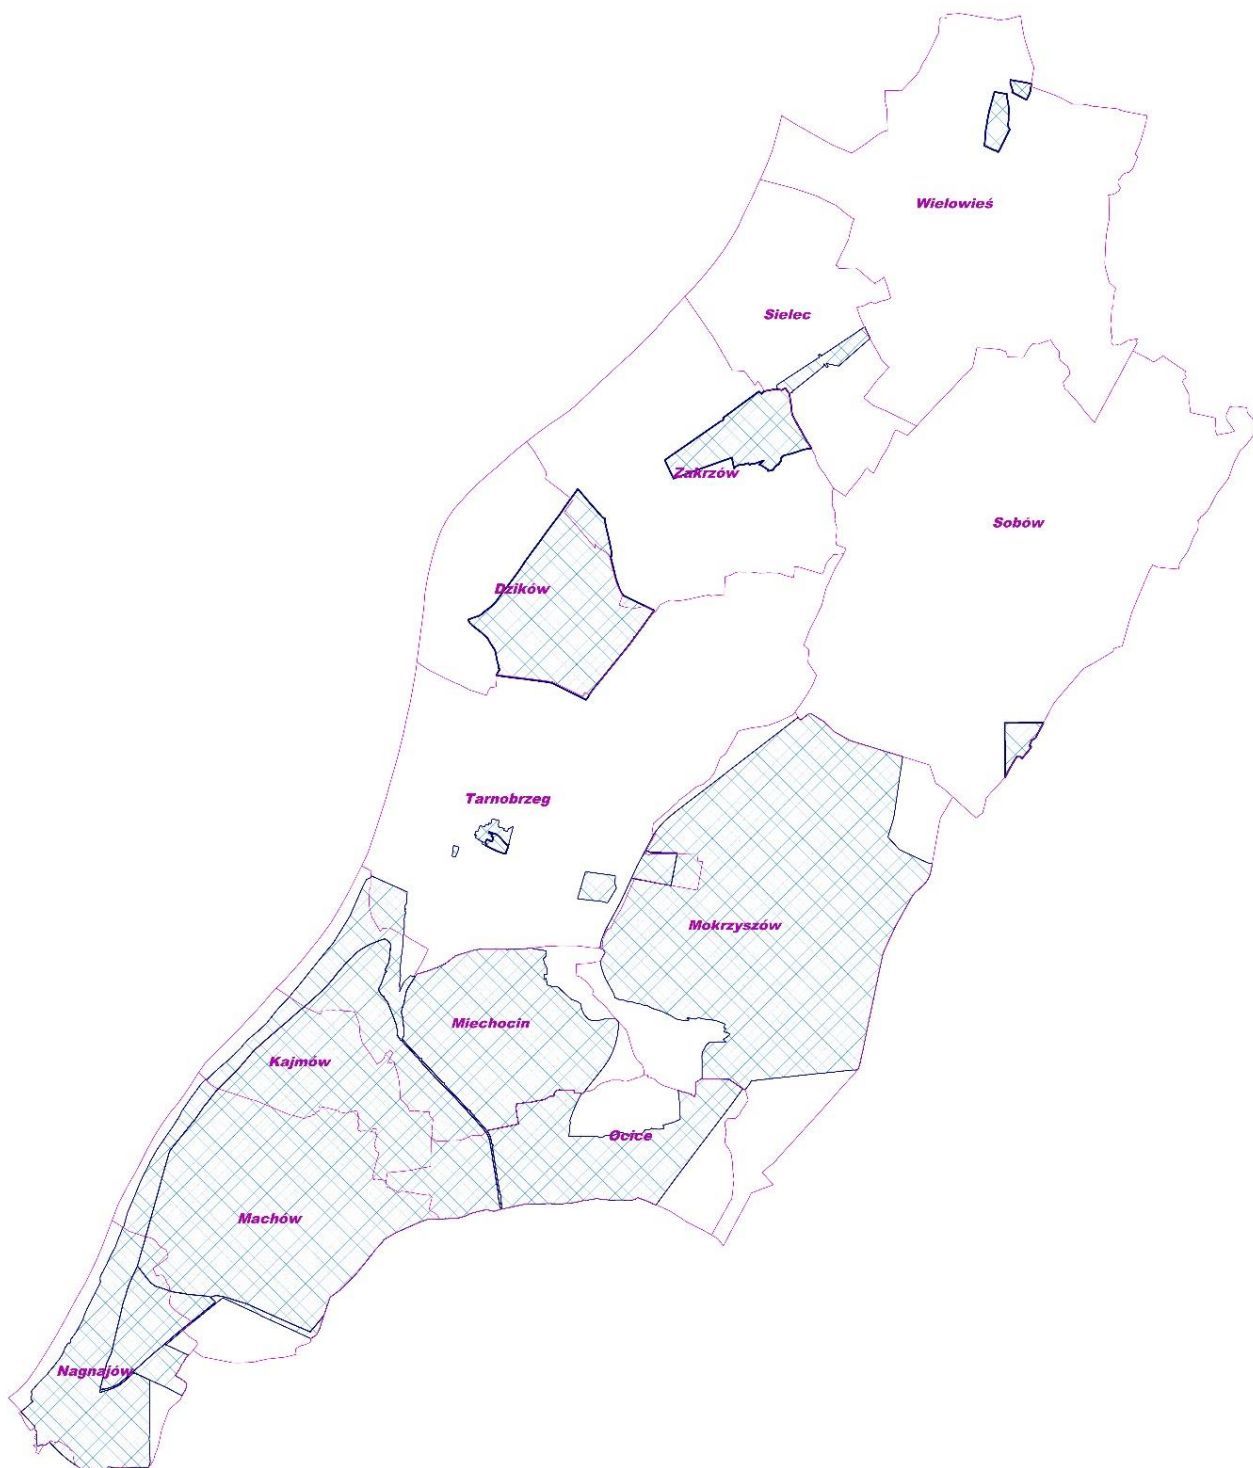 Wielowieś
Sielec
Zakrzów
Sobów
Dzików
Tarnobrzeg
Mokrzyszów
Miechocin
Kajmów
Ocice
Machów
Nagnajów